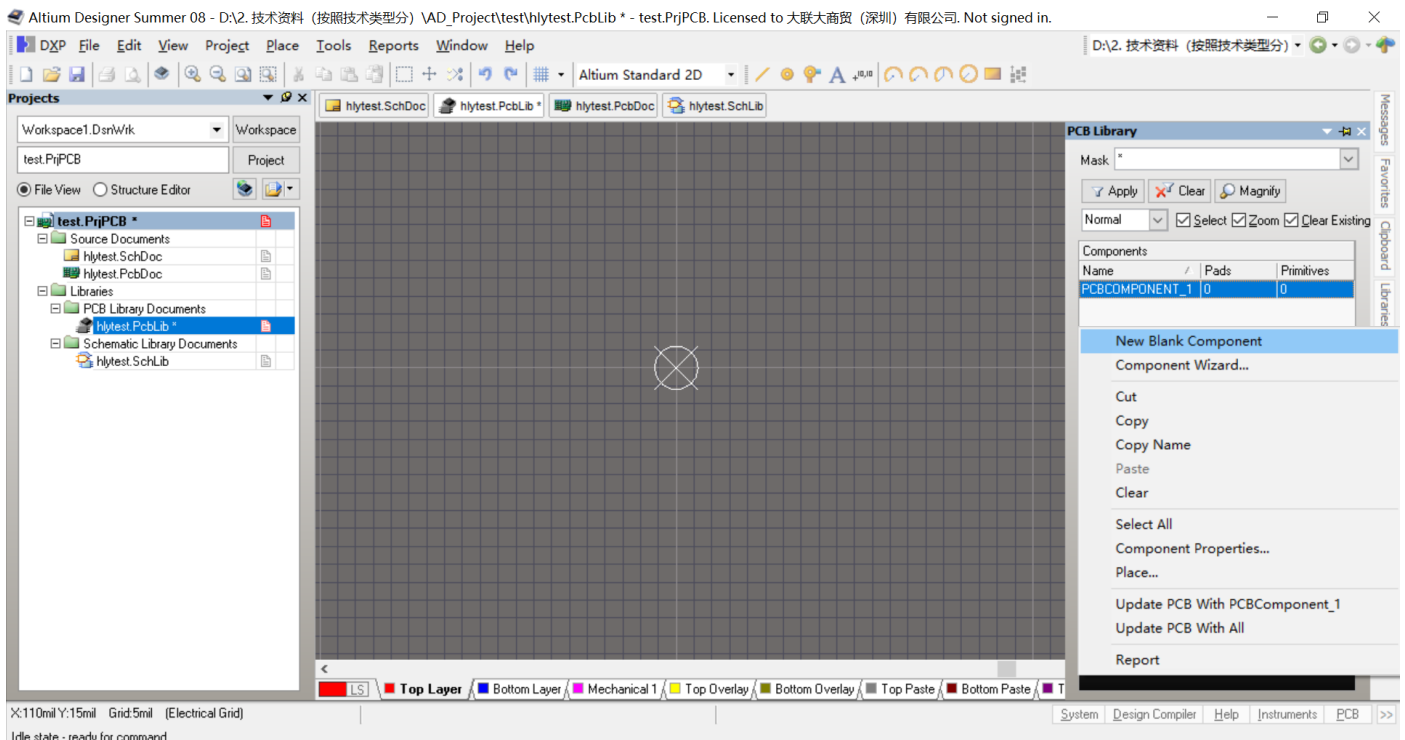 Altium Designer Summer 08 - D:\2. 技术资料（按照技术类型分）\AD_Project\test\hlytest.PcbLib * - test.PrjPCB. Licensed to 大联大商贸（深圳）有限公司. Not signed in.
DXP File Edit View Project Place Tools Reports Window Help D:\2. 技术资料（按照技术类型分)
Altium Standard 2D
Projects
hlytest.SchDoc hlytest.PcbLib * hlytest.PcbDoc hlytest.SchLib
Workspace1.DsnWrk Workspace
test.PrjPCB Project
File View Structure Editor
test.PrjPCB *
Source Documents
hlytest.SchDoc
hlytest.PcbDoc
Libraries
PCB Library Documents
hlytest.PcbLib *
Schematic Library Documents
hlytest.SchLib
PCB Library
Mask *
Apply Clear Magnify
Normal Select Zoom Clear Existing
Components
Name Pads Primitives
PCBCOMPONENT_1 0 0
New Blank Component
Component Wizard...
Cut
Copy
Copy Name
Paste
Clear
Select All
Component Properties...
Place...
Update PCB With PCBComponent_1
Update PCB With All
Report
Messages
Favorites
Clipboard
Libraries
LS Top Layer Bottom Layer Mechanical 1 Top Overlay Bottom Overlay Top Paste Bottom Paste T
X:110mil Y:15mil Grid:5mil (Electrical Grid)
System Design Compiler Help Instruments PCB >>
Idle state - ready for command